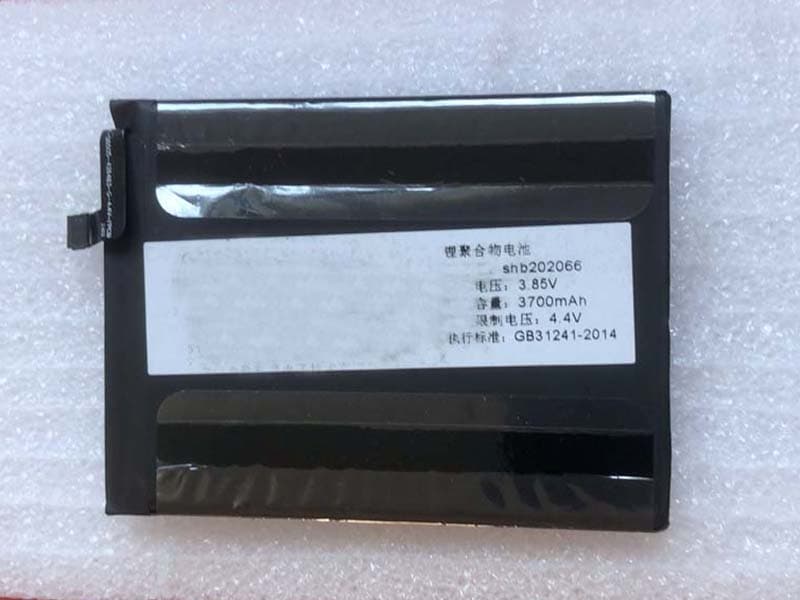 锂聚合物电池
shb202066
电压：3.85V
容量：3700mAh
限制电压：4.4V
执行标准：GB31241-2014